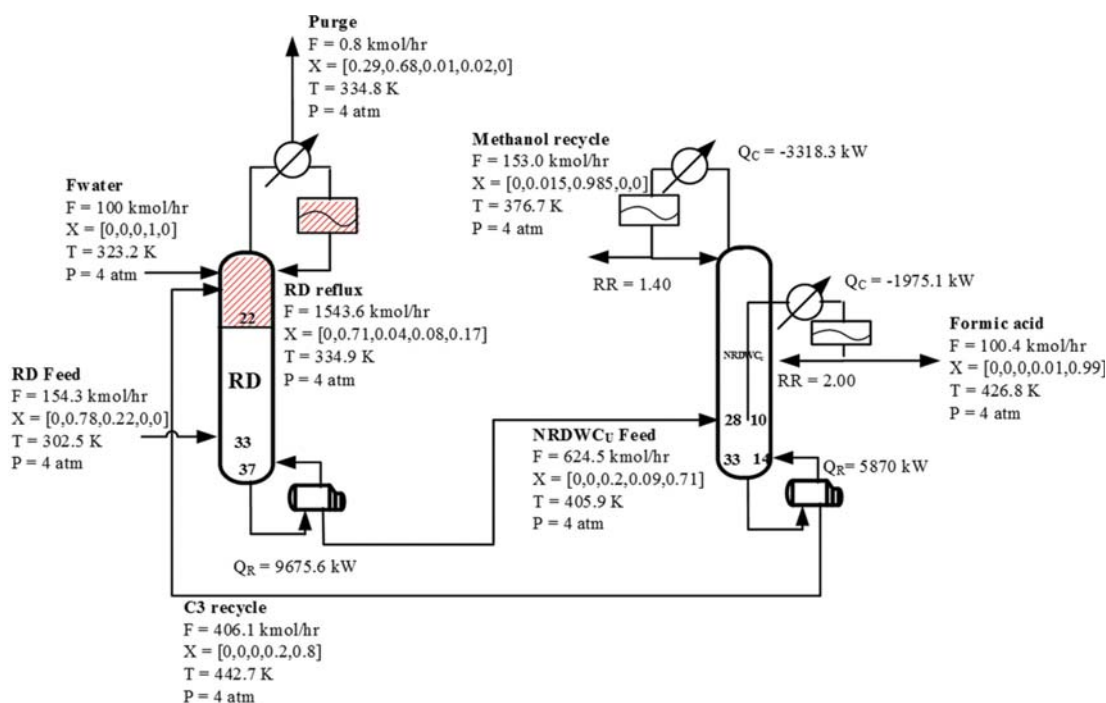 Purge
F = 0.8 kmol/hr
X = [0.29,0.68,0.01,0.02,0]
T = 334.8 K
P = 4 atm
Methanol recycle
F = 153.0 kmol/hr
X = [0,0.015,0.985,0,0]
T = 376.7 K
P = 4 atm
Q_C = -3318.3 kW
Fwater
F = 100 kmol/hr
X = [0,0,0,1,0]
T = 323.2 K
P = 4 atm
RR = 1.40
RD reflux
F = 1543.6 kmol/hr
X = [0,0.71,0.04,0.08,0.17]
T = 334.9 K
P = 4 atm
22
RD
33
37
Q_C = -1975.1 kW
Formic acid
F = 100.4 kmol/hr
X = [0,0,0,0.01,0.99]
T = 426.8 K
P = 4 atm
NRDWC_U
RR = 2.00
RD Feed
F = 154.3 kmol/hr
X = [0,0.78,0.22,0,0]
T = 302.5 K
P = 4 atm
28 10
33 14
NRDWC_U Feed
F = 624.5 kmol/hr
X = [0,0,0.2,0.09,0.71]
T = 405.9 K
P = 4 atm
Q_R= 5870 kW
Q_R = 9675.6 kW
C3 recycle
F = 406.1 kmol/hr
X = [0,0,0,0.2,0.8]
T = 442.7 K
P = 4 atm